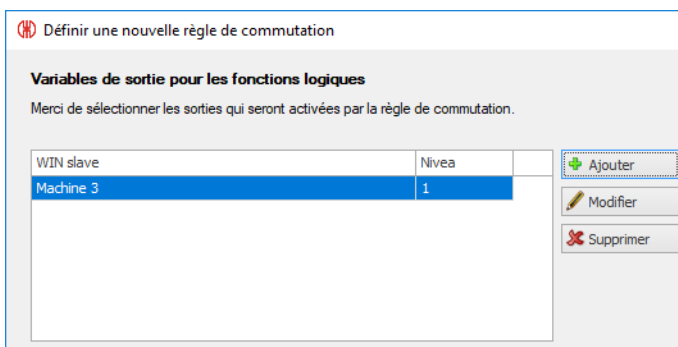 Définir une nouvelle règle de commutation
Variables de sortie pour les fonctions logiques
Merci de sélectionner les sorties qui seront activées par la règle de commutation.
WIN slave Nivea
Machine 3 1
Ajouter
Modifier
Supprimer